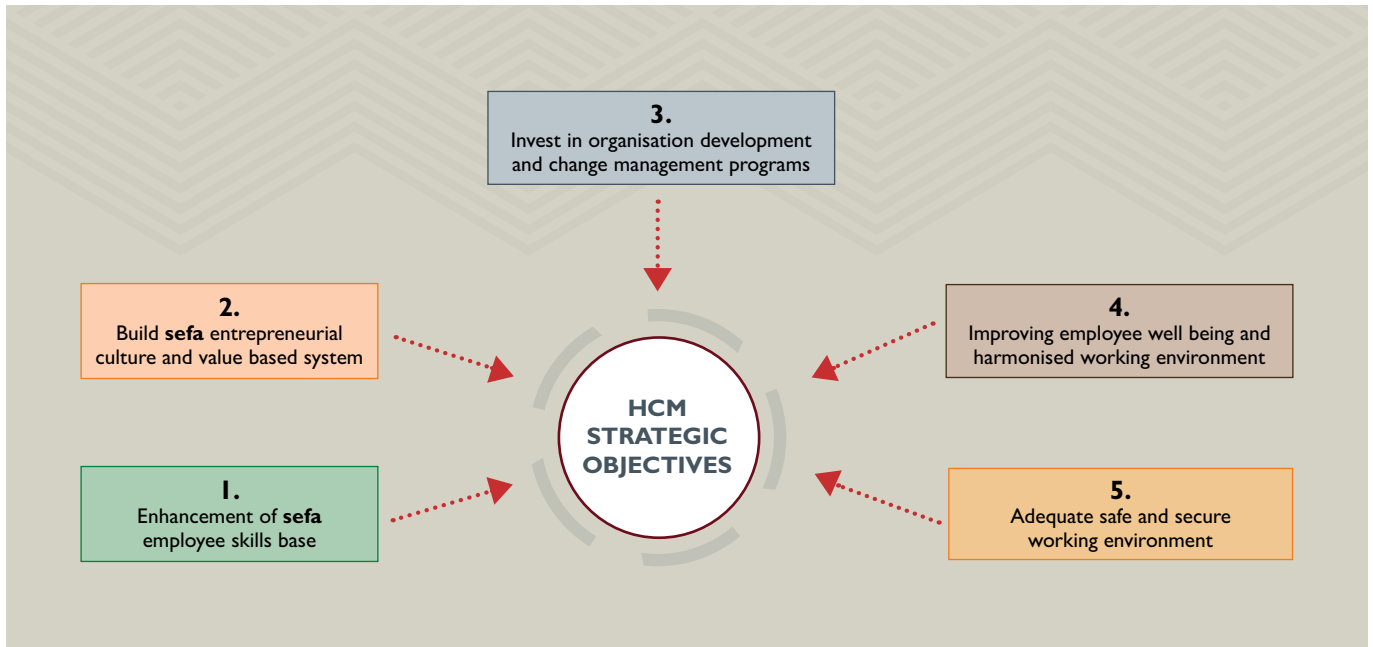 3.
Invest in organisation development
and change management programs
2.
Build sefa entrepreneurial
culture and value based system
4.
Improving employee well being and
harmonised working environment
HCM
STRATEGIC
OBJECTIVES
1.
Enhancement of sefa
employee skills base
5.
Adequate safe and secure
working environment